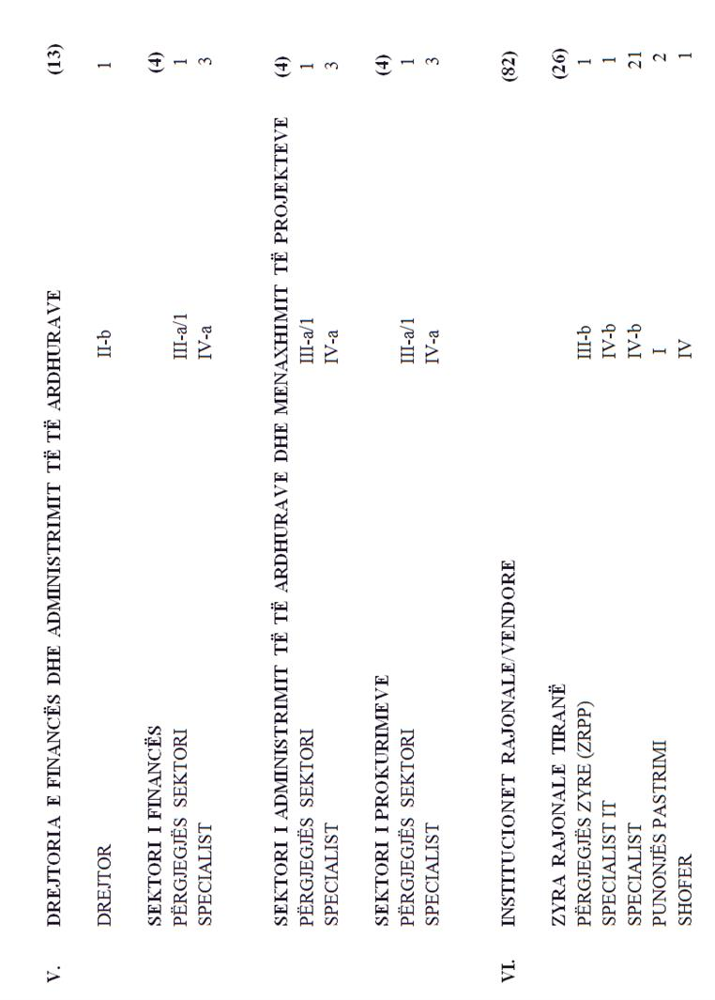 V. DREJTORIA E FINANCËS DHE ADMINISTRIMIT TË TË ARDHURAVE (13)
DREJTOR II-b 1
SEKTORI I FINANCËS (4)
PËRGJEGJËS SEKTORI III-a/1 1
SPECIALIST IV-a 3
SEKTORI I ADMINISTRIMIT TË TË ARDHURAVE DHE MENAXHIMIT TË PROJEKTEVE (4)
PËRGJEGJËS SEKTORI III-a/1 1
SPECIALIST IV-a 3
SEKTORI I PROKURIMEVE (4)
PËRGJEGJËS SEKTORI III-a/1 1
SPECIALIST IV-a 3
VI. INSTITUCIONET RAJONALE/VENDORE (82)
ZYRA RAJONALE TIRANË (26)
PËRGJEGJËS ZYRE (ZRPP) III-b 1
SPECIALIST IT IV-b 1
SPECIALIST IV-b 21
PUNONJËS PASTRIMI I 2
SHOFER IV 1